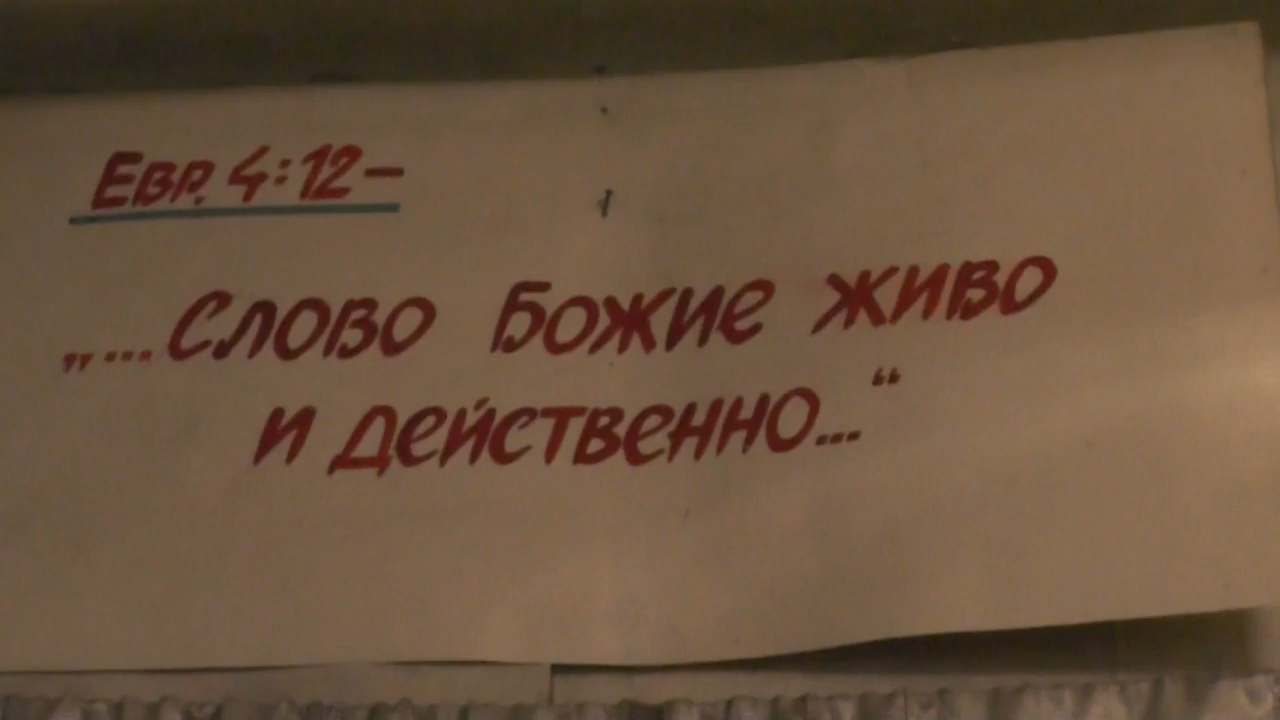 Евр. 4:12–
„...Слово Божие живо
и действенно...“